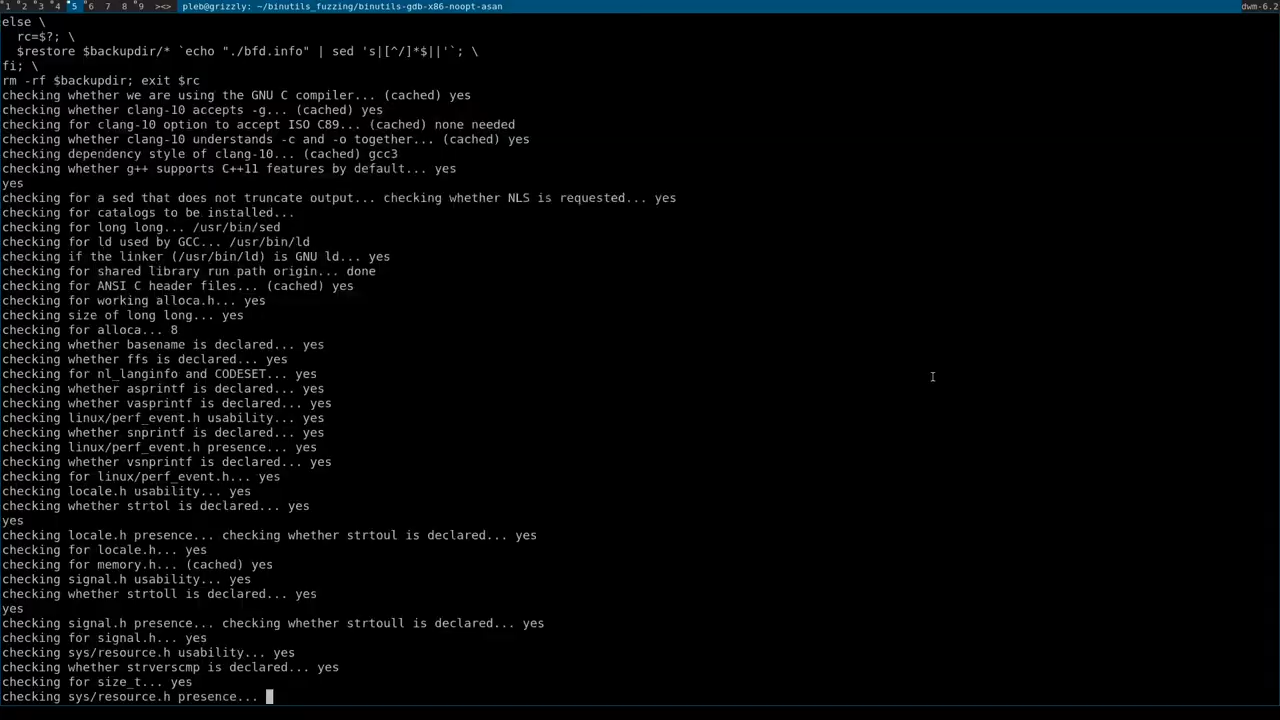 1 2 3 4 5 6 7 8 9 ><> pleb@grizzly: ~/binutils_fuzzing/binutils-gdb-x86-noopt-asan dwm-6.2
else \
  rc=$?; \
  $restore $backupdir/* `echo "./bfd.info" | sed 's|[^/]*$||'`; \
fi; \
rm -rf $backupdir; exit $rc
checking whether we are using the GNU C compiler... (cached) yes
checking whether clang-10 accepts -g... (cached) yes
checking for clang-10 option to accept ISO C89... (cached) none needed
checking whether clang-10 understands -c and -o together... (cached) yes
checking dependency style of clang-10... (cached) gcc3
checking whether g++ supports C++11 features by default... yes
yes
checking for a sed that does not truncate output... checking whether NLS is requested... yes
checking for catalogs to be installed...
checking for long long... /usr/bin/sed
checking for ld used by GCC... /usr/bin/ld
checking if the linker (/usr/bin/ld) is GNU ld... yes
checking for shared library run path origin... done
checking for ANSI C header files... (cached) yes
checking for working alloca.h... yes
checking size of long long... yes
checking for alloca... 8
checking whether basename is declared... yes
checking whether ffs is declared... yes
checking for nl_langinfo and CODESET... yes
checking whether asprintf is declared... yes
checking whether vasprintf is declared... yes
checking linux/perf_event.h usability... yes
checking whether snprintf is declared... yes
checking linux/perf_event.h presence... yes
checking whether vsnprintf is declared... yes
checking for linux/perf_event.h... yes
checking locale.h usability... yes
checking whether strtol is declared... yes
yes
checking locale.h presence... checking whether strtoul is declared... yes
checking for locale.h... yes
checking for memory.h... (cached) yes
checking signal.h usability... yes
checking whether strtoll is declared... yes
yes
checking signal.h presence... checking whether strtoull is declared... yes
checking for signal.h... yes
checking sys/resource.h usability... yes
checking whether strverscmp is declared... yes
checking for size_t... yes
checking sys/resource.h presence...